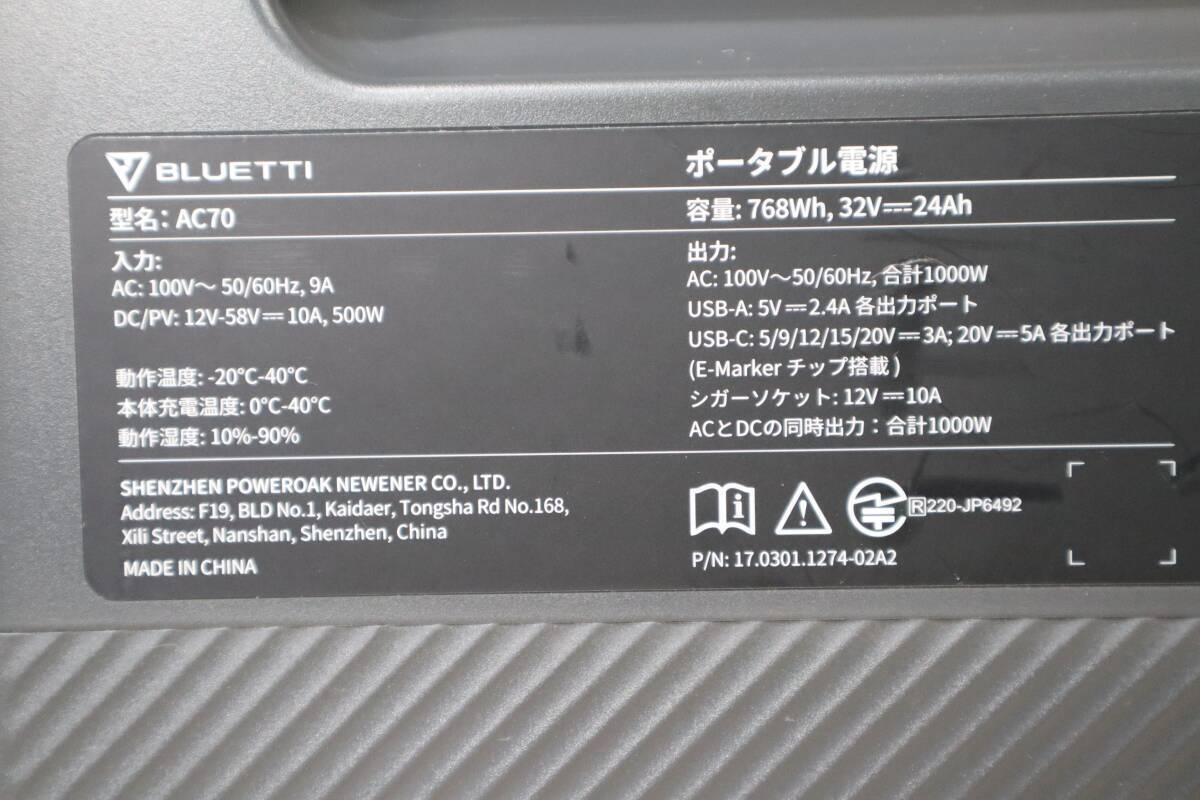 BLUETTI
ポータブル電源
型名: AC70
容量: 768Wh, 32V⎓24Ah
入力:
AC: 100V～ 50/60Hz, 9A
DC/PV: 12V-58V⎓10A, 500W
動作温度: -20°C-40°C
本体充電温度: 0°C-40°C
動作湿度: 10%-90%
出力:
AC: 100V～50/60Hz, 合計1000W
USB-A: 5V⎓2.4A 各出力ポート
USB-C: 5/9/12/15/20V⎓3A; 20V⎓5A 各出力ポート
(E-Marker チップ搭載)
シガーソケット: 12V⎓10A
ACとDCの同時出力：合計1000W
SHENZHEN POWEROAK NEWENER CO., LTD.
Address: F19, BLD No.1, Kaidaer, Tongsha Rd No.168,
Xili Street, Nanshan, Shenzhen, China
MADE IN CHINA
R 220-JP6492
P/N: 17.0301.1274-02A2